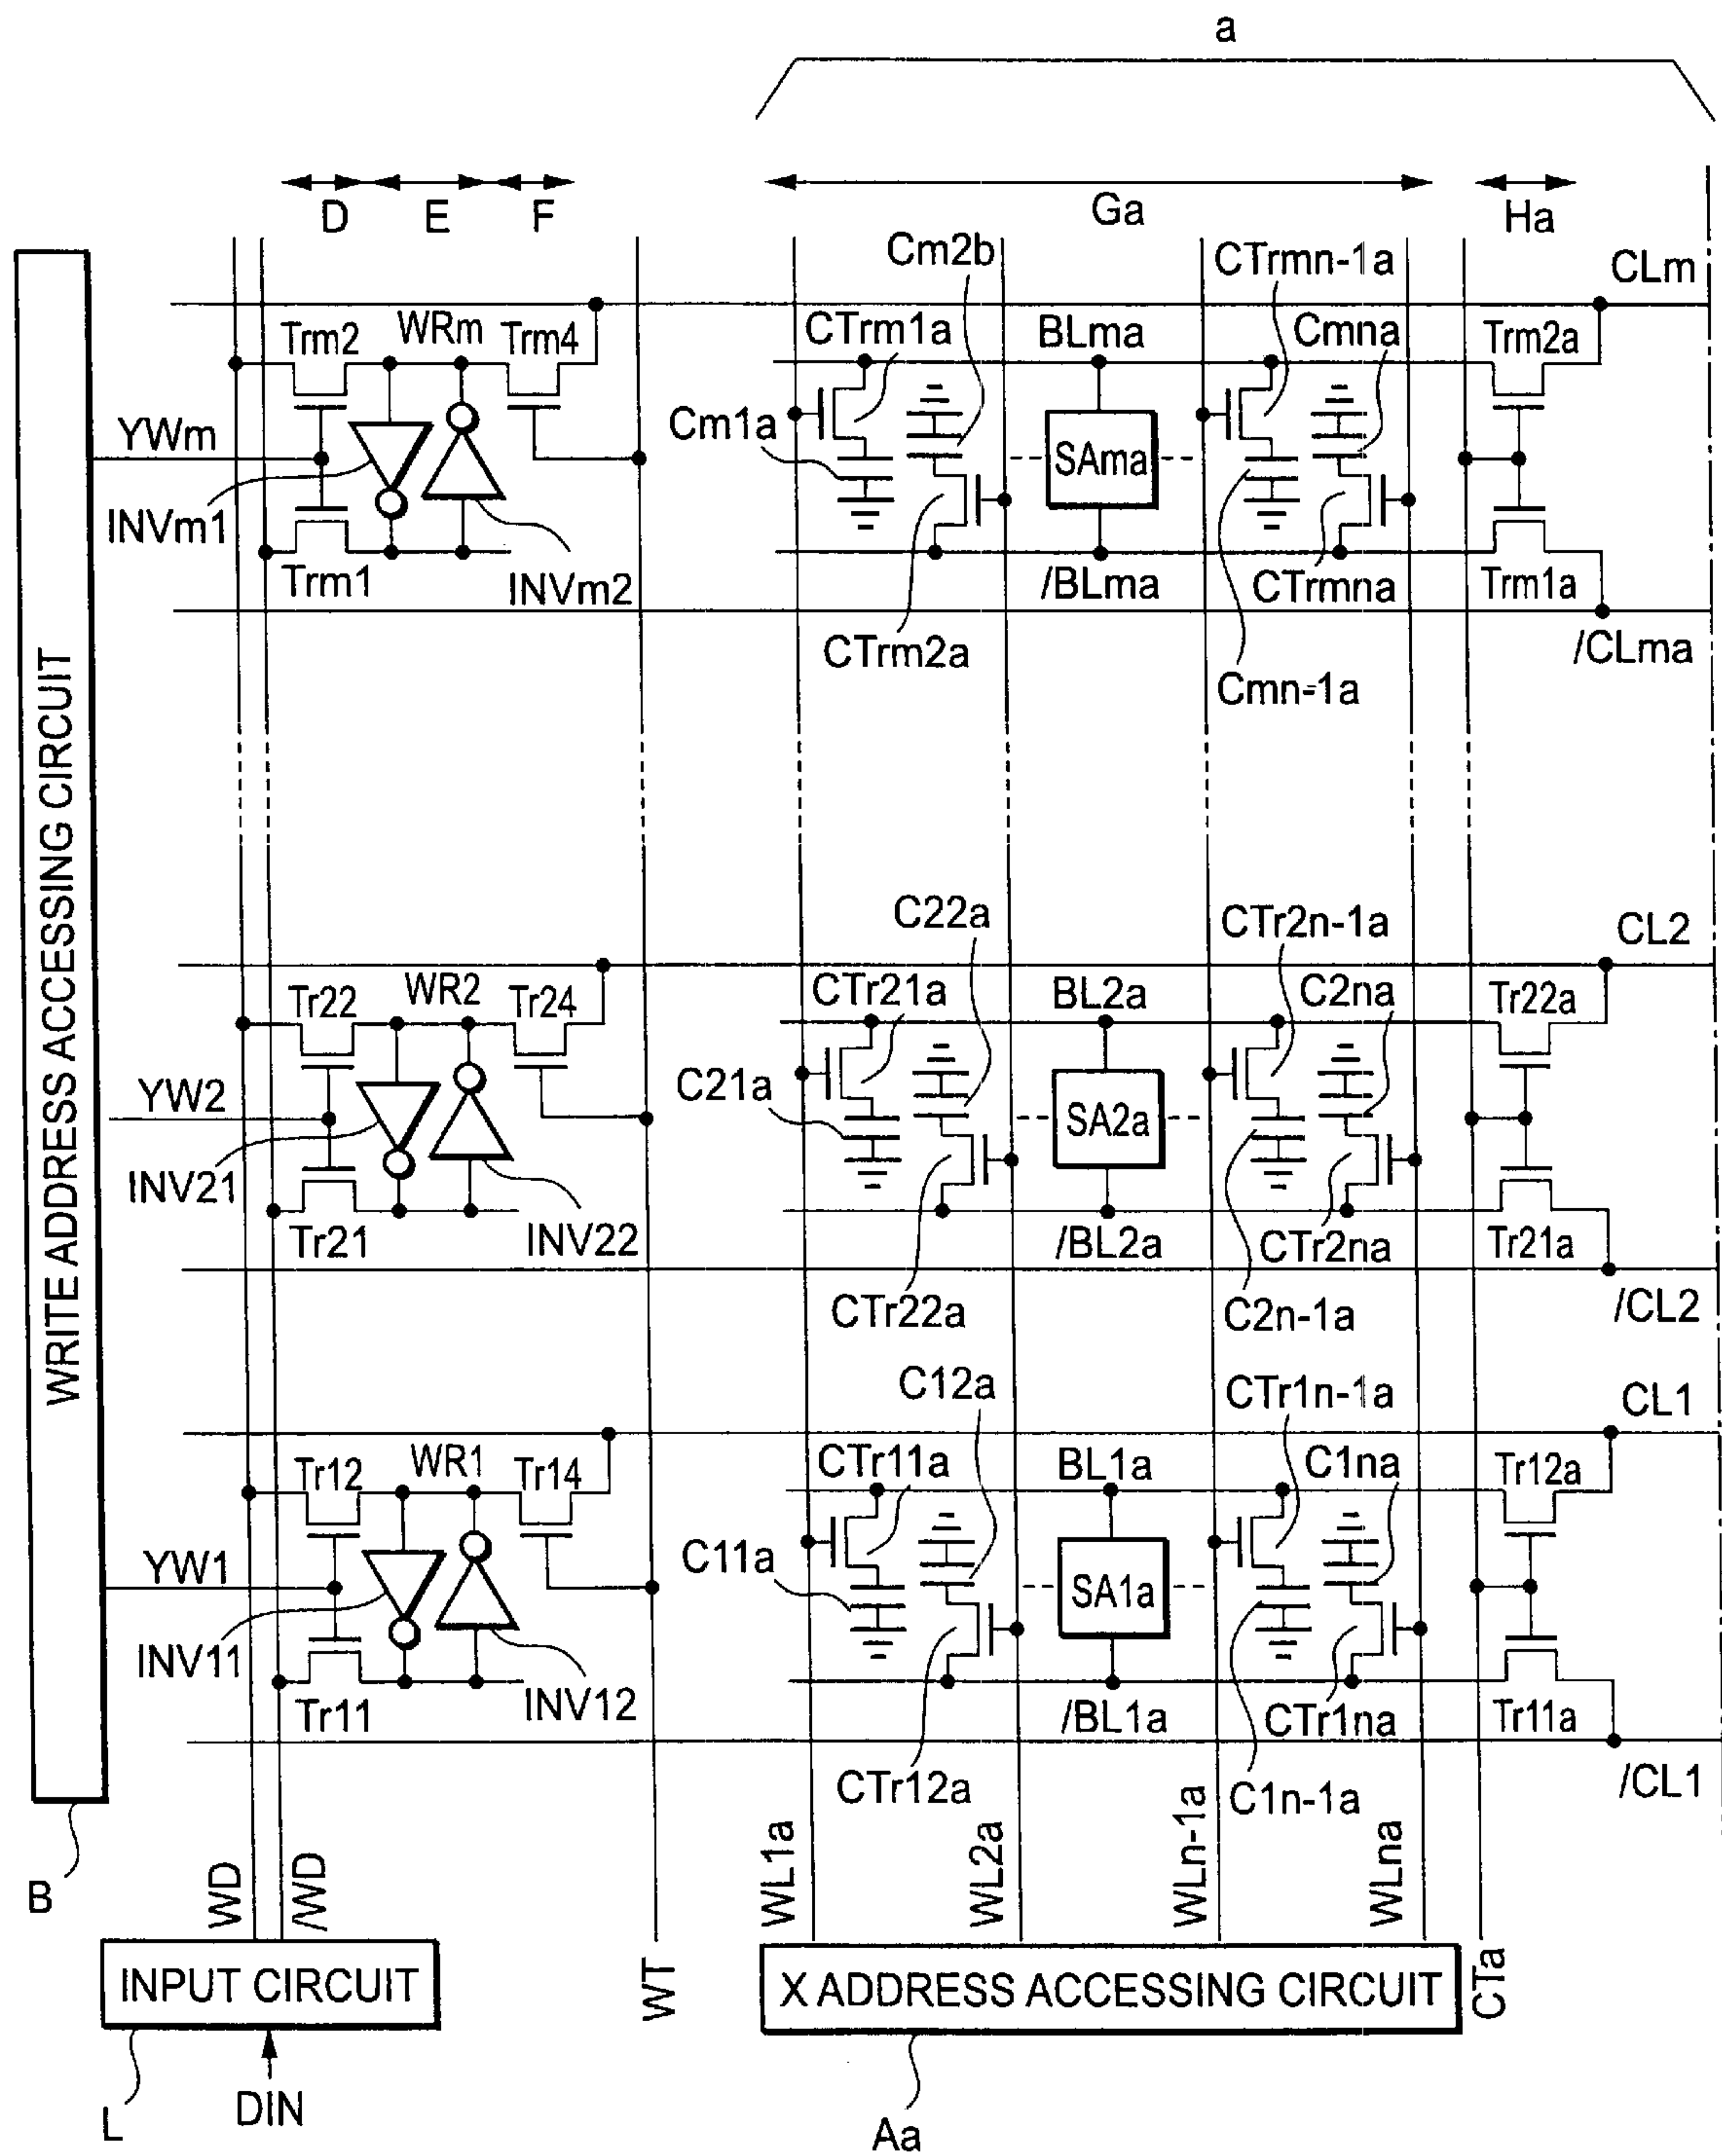 a
D E F Ga Ha
Cm2b CTrmn-1a CLm
Trm2 WRm Trm4 CTrm1a BLma Cmna Trm2a
YWm Cm1a SAma
INVm1 Trm1 INVm2 /BLma CTrmna Trm1a
CTrm2a /CLma
Cmn-1a
WRITE ADDRESS ACCESSING CIRCUIT
C22a CTr2n-1a CL2
Tr22 WR2 Tr24 CTr21a BL2a C2na Tr22a
YW2 C21a SA2a
INV21 Tr21 INV22 /BL2a CTr2na Tr21a
CTr22a C2n-1a /CL2
C12a CTr1n-1a CL1
Tr12 WR1 Tr14 CTr11a BL1a C1na Tr12a
YW1 C11a SA1a
INV11 Tr11 INV12 /BL1a CTr1na Tr11a
CTr12a C1n-1a /CL1
B WD /WD WT WL1a WL2a WLn-1a WLna CTa
INPUT CIRCUIT X ADDRESS ACCESSING CIRCUIT
L DIN Aa